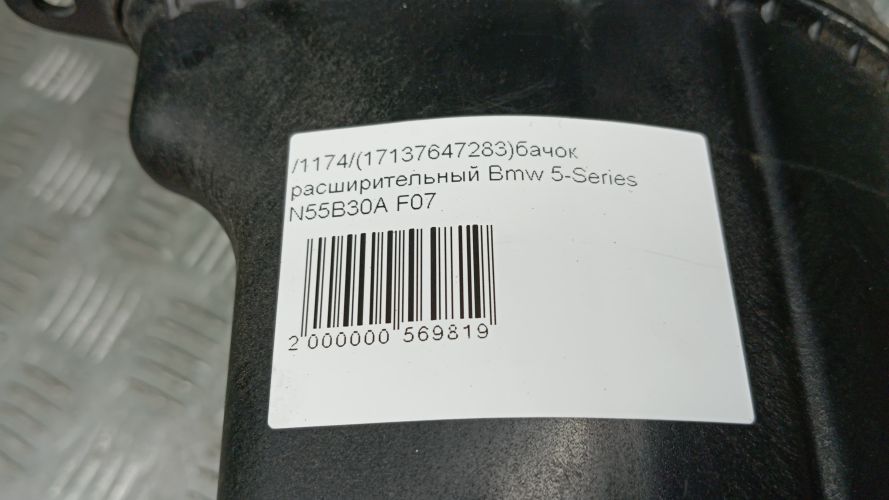 /1174/(17137647283)бачок
расширительный Bmw 5-Series
N55B30A F07
2 000000 569819